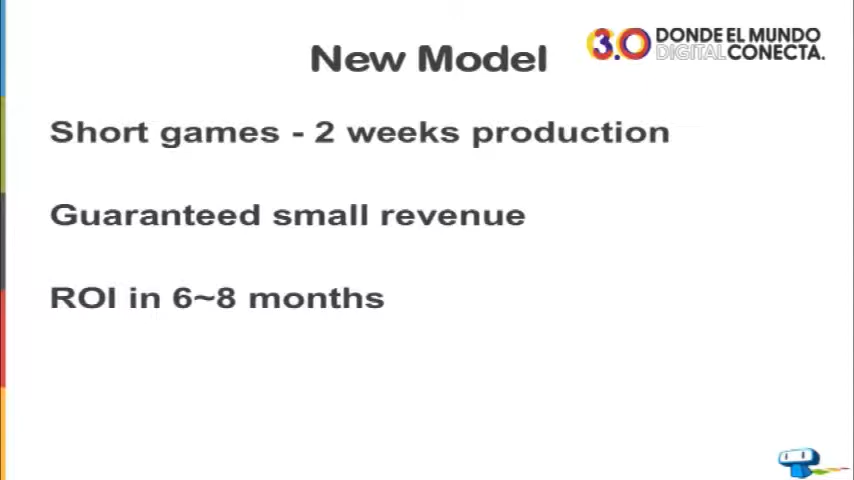 New Model
3.0 DONDE EL MUNDO
DIGITAL CONECTA.
Short games - 2 weeks production
Guaranteed small revenue
ROI in 6~8 months